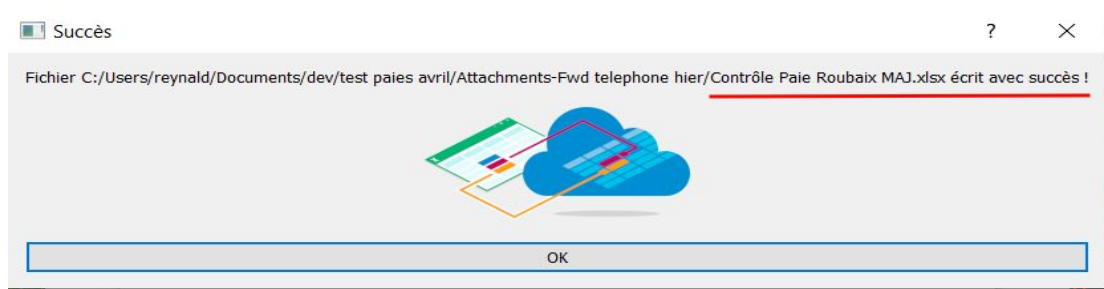 Succès ?
Fichier C:/Users/reynald/Documents/dev/test paies avril/Attachments-Fwd telephone hier/Contrôle Paie Roubaix MAJ.xlsx écrit avec succès !
OK